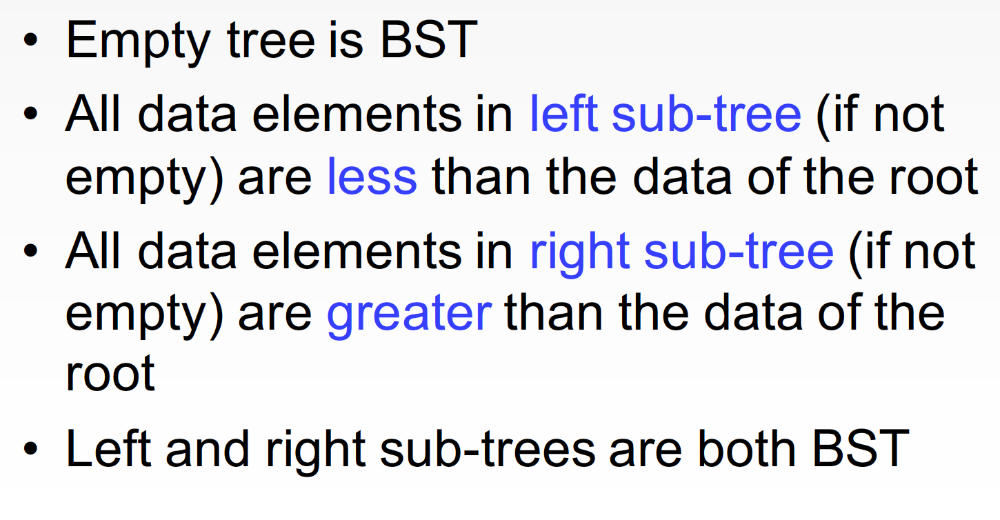 • Empty tree is BST
• All data elements in left sub-tree (if not
empty) are less than the data of the root
• All data elements in right sub-tree (if not
empty) are greater than the data of the
root
• Left and right sub-trees are both BST